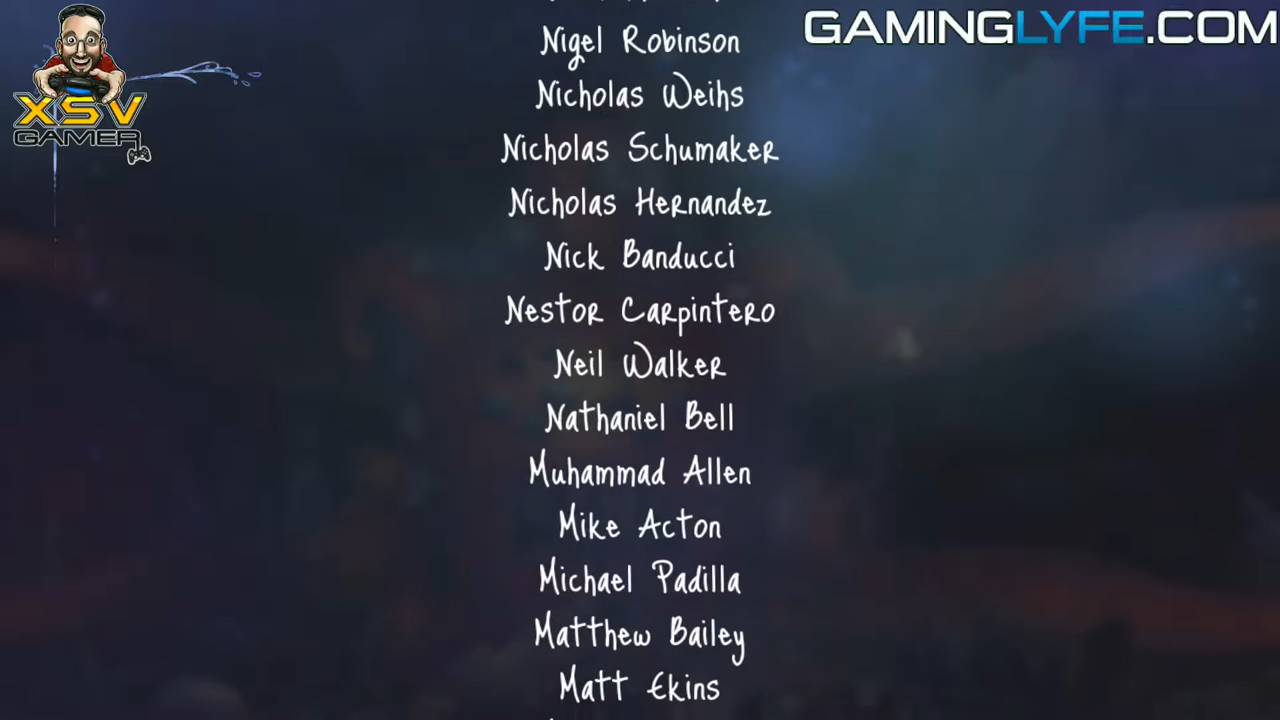 XSV
GAMER
GAMINGLYFE.COM
Nigel Robinson
Nicholas Weihs
Nicholas Schumaker
Nicholas Hernandez
Nick Banducci
Nestor Carpintero
Neil Walker
Nathaniel Bell
Muhammad Allen
Mike Acton
Michael Padilla
Matthew Bailey
Matt Ekins